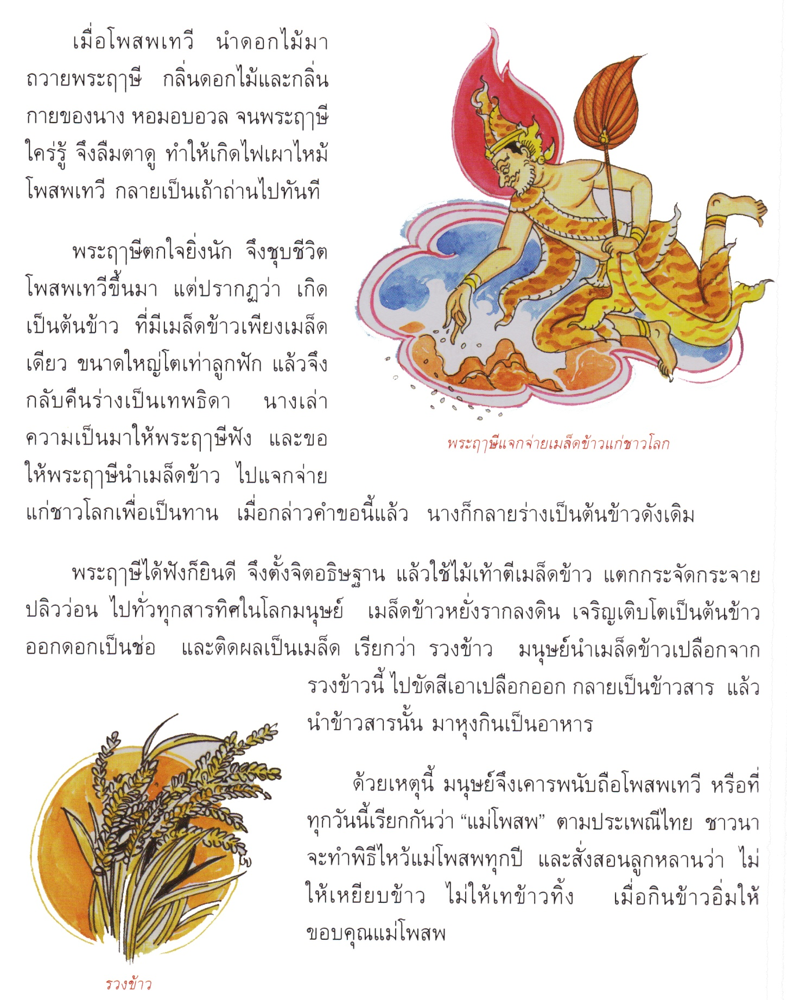 เมื่อโพสพเทวี นำดอกไม้มา
ถวายพระฤๅษี กลิ่นดอกไม้และกลิ่น
กายของนาง หอมอบอวล จนพระฤๅษี
ใคร่รู้ จึงลืมตาดู ทำให้เกิดไฟเผาไหม้
โพสพเทวี กลายเป็นเถ้าถ่านไปทันที
พระฤๅษีตกใจยิ่งนัก จึงชุบชีวิต
โพสพเทวีขึ้นมา แต่ปรากฏว่า เกิด
เป็นต้นข้าว ที่มีเมล็ดข้าวเพียงเมล็ด
เดียว ขนาดใหญ่โตเท่าลูกฟัก แล้วจึง
กลับคืนร่างเป็นเทพธิดา นางเล่า
ความเป็นมาให้พระฤๅษีฟัง และขอ
ให้พระฤๅษีนำเมล็ดข้าว ไปแจกจ่าย
แก่ชาวโลกเพื่อเป็นทาน เมื่อกล่าวคำขอนี้แล้ว นางก็กลายร่างเป็นต้นข้าวดังเดิม
พระฤๅษีแจกจ่ายเมล็ดข้าวแก่ชาวโลก
พระฤๅษีได้ฟังก็ยินดี จึงตั้งจิตอธิษฐาน แล้วใช้ไม้เท้าตีเมล็ดข้าว แตกกระจัดกระจาย
ปลิวว่อน ไปทั่วทุกสารทิศในโลกมนุษย์ เมล็ดข้าวหยั่งรากลงดิน เจริญเติบโตเป็นต้นข้าว
ออกดอกเป็นช่อ และติดผลเป็นเมล็ด เรียกว่า รวงข้าว มนุษย์นำเมล็ดข้าวเปลือกจาก
รวงข้าวนี้ ไปขัดสีเอาเปลือกออก กลายเป็นข้าวสาร แล้ว
นำข้าวสารนั้น มาหุงกินเป็นอาหาร
ด้วยเหตุนี้ มนุษย์จึงเคารพนับถือโพสพเทวี หรือที่
ทุกวันนี้เรียกกันว่า “แม่โพสพ” ตามประเพณีไทย ชาวนา
จะทำพิธีไหว้แม่โพสพทุกปี และสั่งสอนลูกหลานว่า ไม่
ให้เหยียบข้าว ไม่ให้เทข้าวทิ้ง เมื่อกินข้าวอิ่มให้
ขอบคุณแม่โพสพ
รวงข้าว